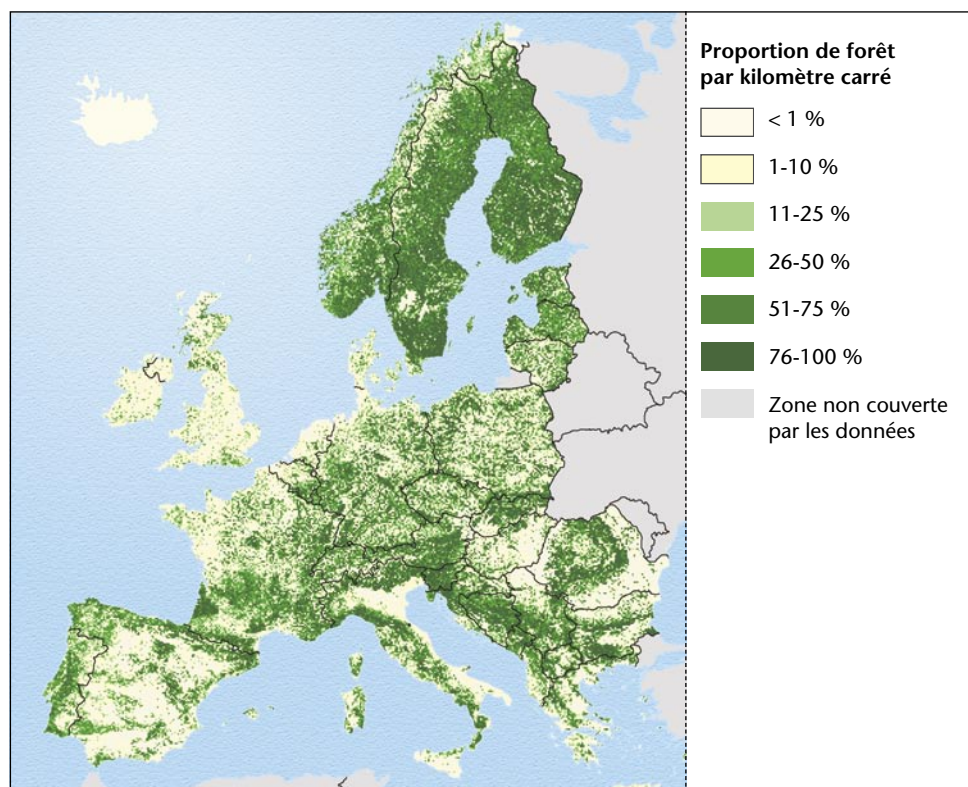 Proportion de forêt
par kilomètre carré
< 1 %
1-10 %
11-25 %
26-50 %
51-75 %
76-100 %
Zone non couverte
par les données